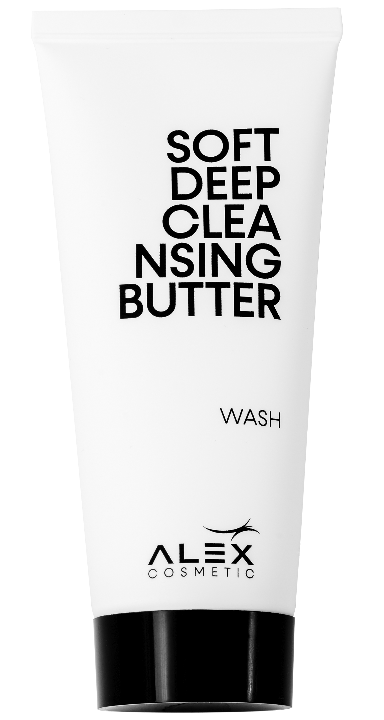 SOFT
DEEP
CLEA
NSING
BUTTER
WASH
ALEX
COSMETIC